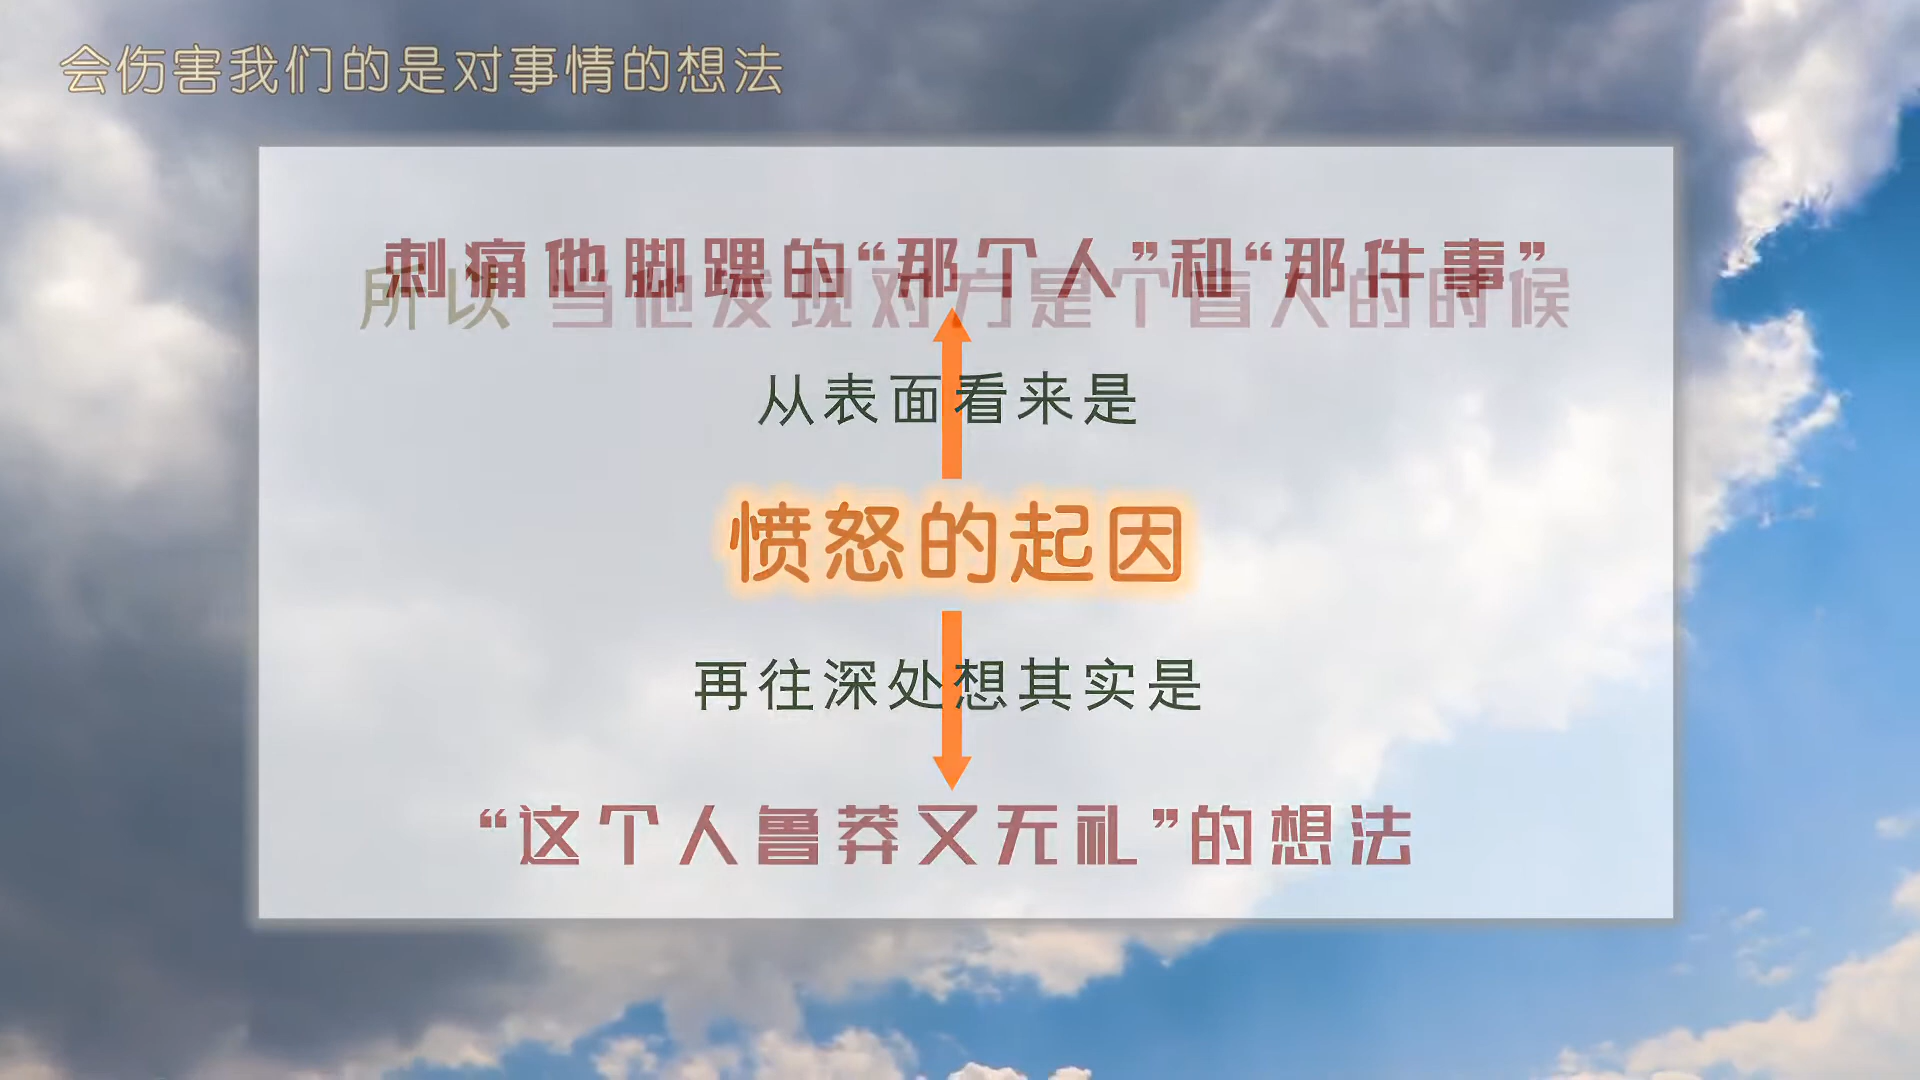 会伤害我们的是对事情的想法
刺痛他脚踝的“那个人”和“那件事”
所以 当他发现对方是个盲人的时候
从表面看来是
愤怒的起因
再往深处想其实是
“这个人鲁莽又无礼”的想法